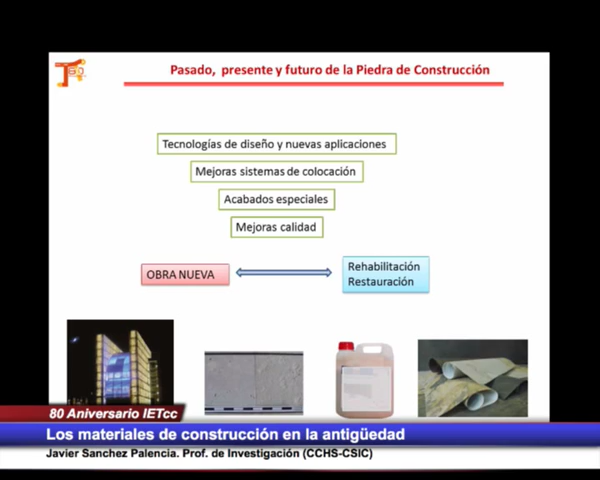 Pasado, presente y futuro de la Piedra de Construcción
Tecnologías de diseño y nuevas aplicaciones
Mejoras sistemas de colocación
Acabados especiales
Mejoras calidad
OBRA NUEVA
Rehabilitación
Restauración
80 Aniversario IETcc
Los materiales de construcción en la antigüedad
Javier Sanchez Palencia. Prof. de Investigación (CCHS-CSIC)